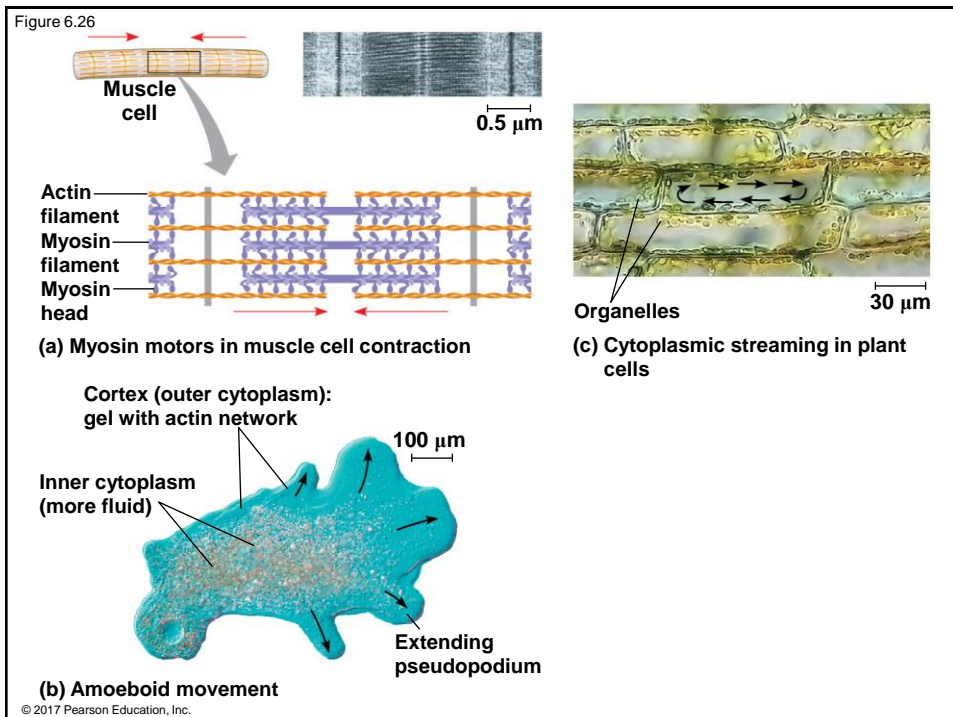 Figure 6.26
Muscle
cell
0.5 μm
Actin
filament
Myosin
filament
Myosin
head
(a) Myosin motors in muscle cell contraction
Organelles
30 μm
(c) Cytoplasmic streaming in plant
cells
Cortex (outer cytoplasm):
gel with actin network
100 μm
Inner cytoplasm
(more fluid)
Extending
pseudopodium
(b) Amoeboid movement
© 2017 Pearson Education, Inc.